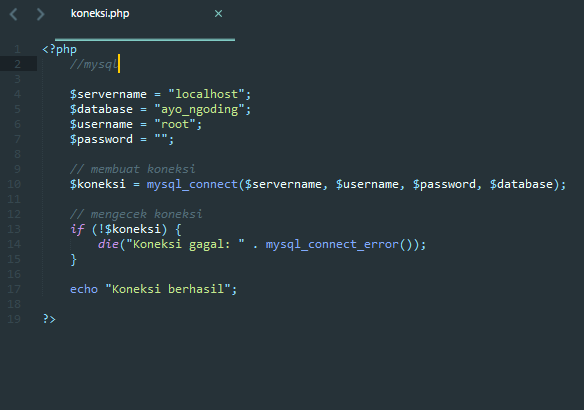 koneksi.php ×
1 <?php
2 //mysql
3
4 $servername = "localhost";
5 $database = "ayo_ngoding";
6 $username = "root";
7 $password = "";
8
9 // membuat koneksi
10 $koneksi = mysql_connect($servername, $username, $password, $database);
11
12 // mengecek koneksi
13 if (!$koneksi) {
14 die("Koneksi gagal: " . mysql_connect_error());
15 }
16
17 echo "Koneksi berhasil";
18
19 ?>